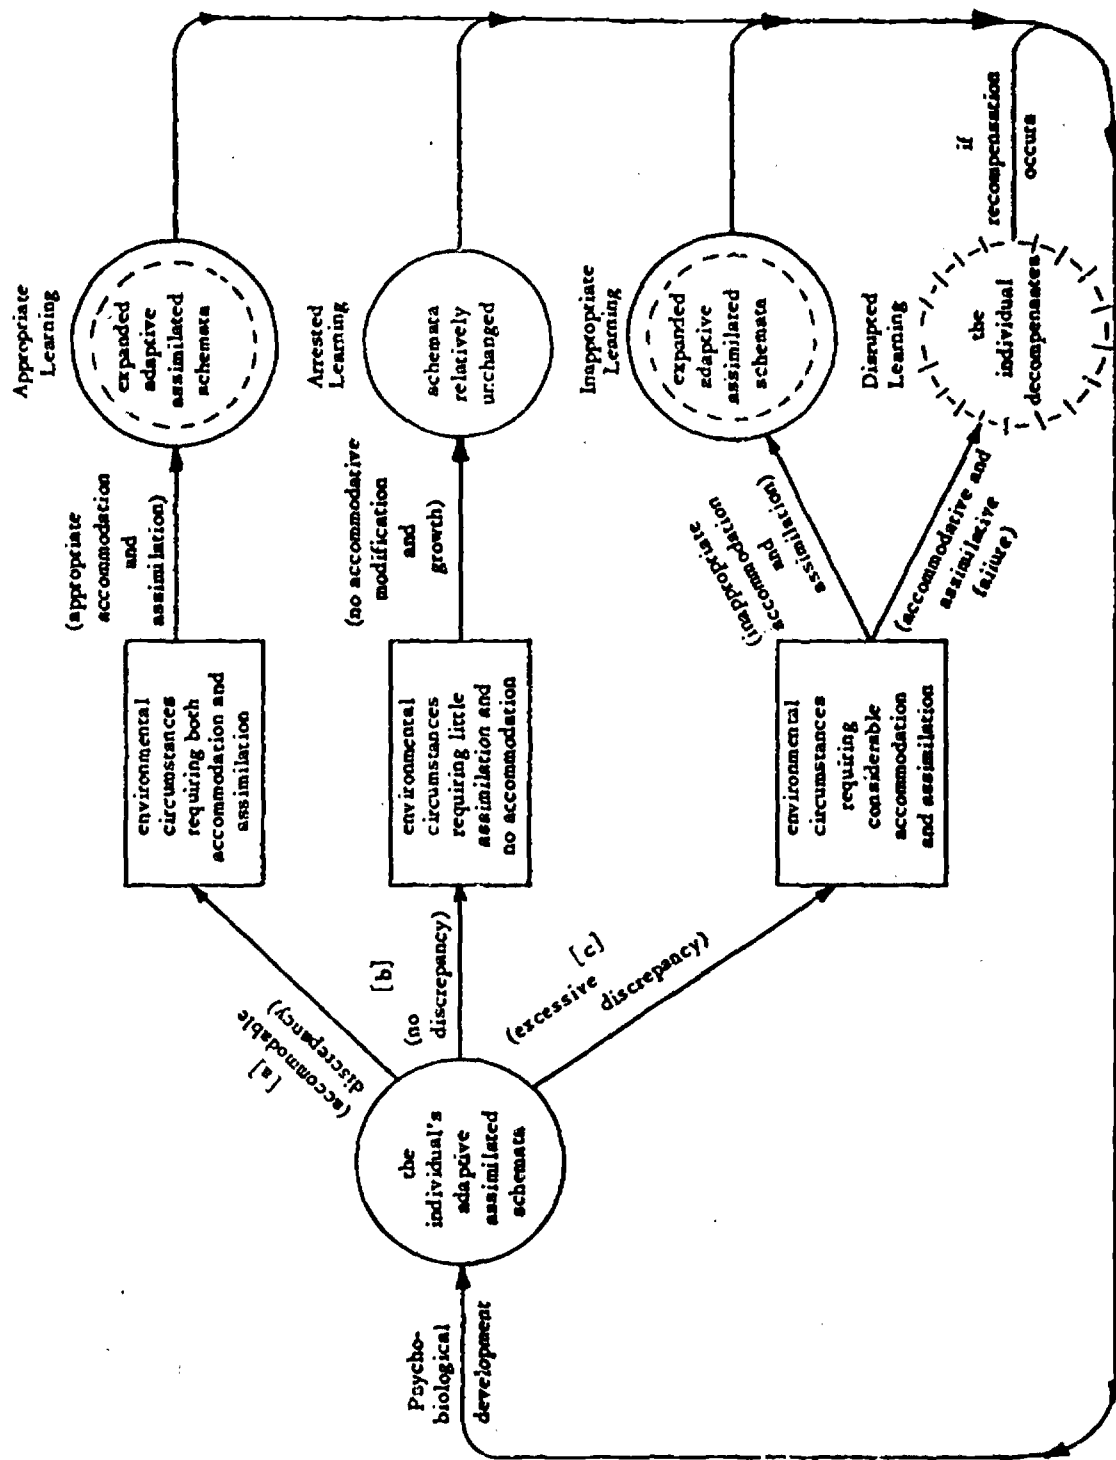 Psycho-
biological
development
the
individual's
adaptive
assimilated
schemata
[a]
(accommodable
discrepancy)
[b]
(no
discrepancy)
[c]
(excessive
discrepancy)
environmental
circumstances
requiring both
accommodation and
assimilation
environmental
circumstances
requiring little
assimilation and
no accommodation
environmental
circumstances
requiring
considerable
accommodation
and assimilation
(appropriate
accommodation
and
assimilation)
(no accommodative
modification
and
growth)
(inappropriate
accommodation
and
assimilation)
(accommodative and
assimilative
failure)
Appropriate
Learning
expanded
adaptive
assimilated
schemata
Arrested
Learning
schemata
relatively
unchanged
Inappropriate
Learning
expanded
adaptive
assimilated
schemata
Disrupted
Learning
the
individual
decompensates
if
recompensation
occurs